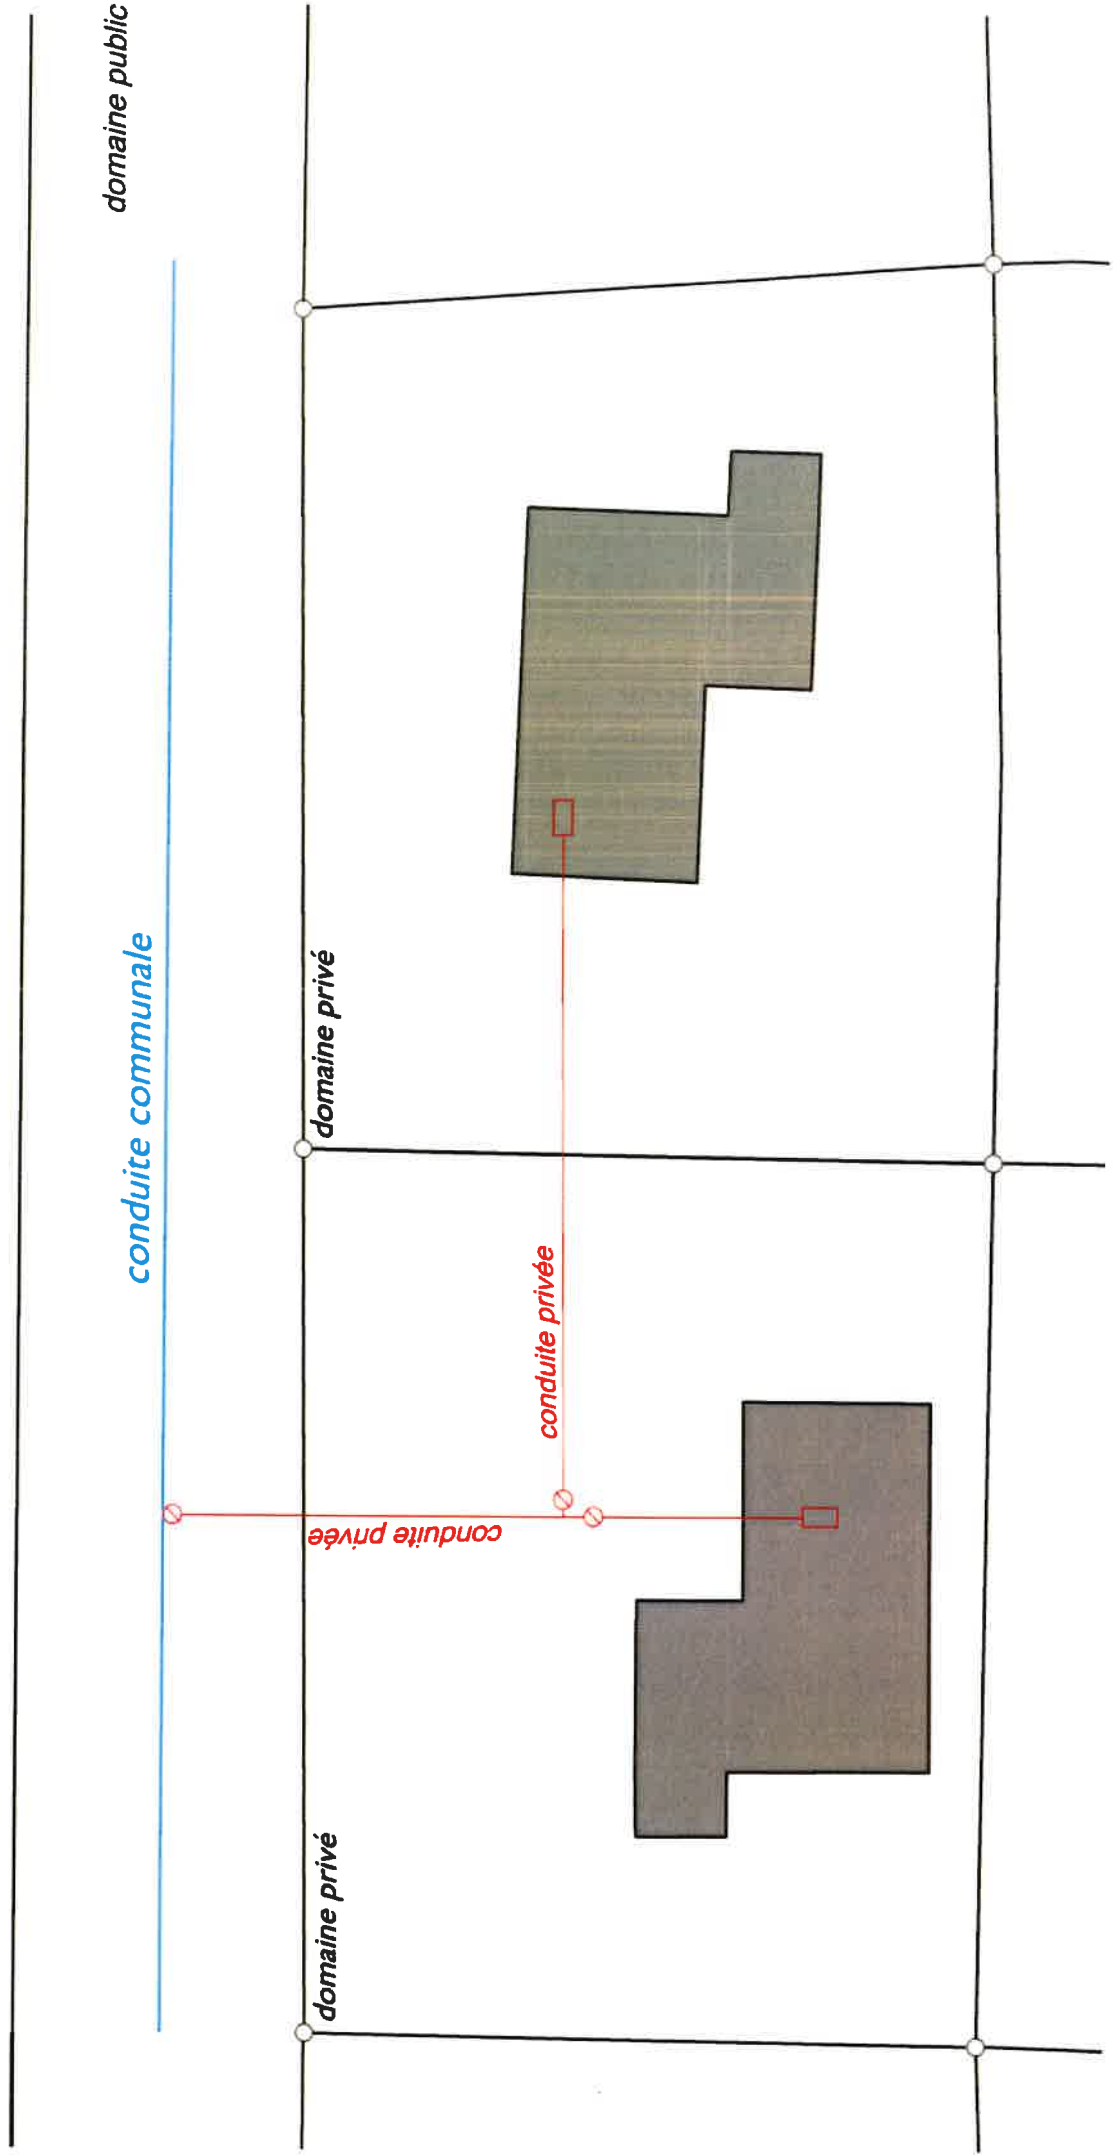 domaine public
conduite communale
domaine privé
domaine privé
conduite privée
conduite privée